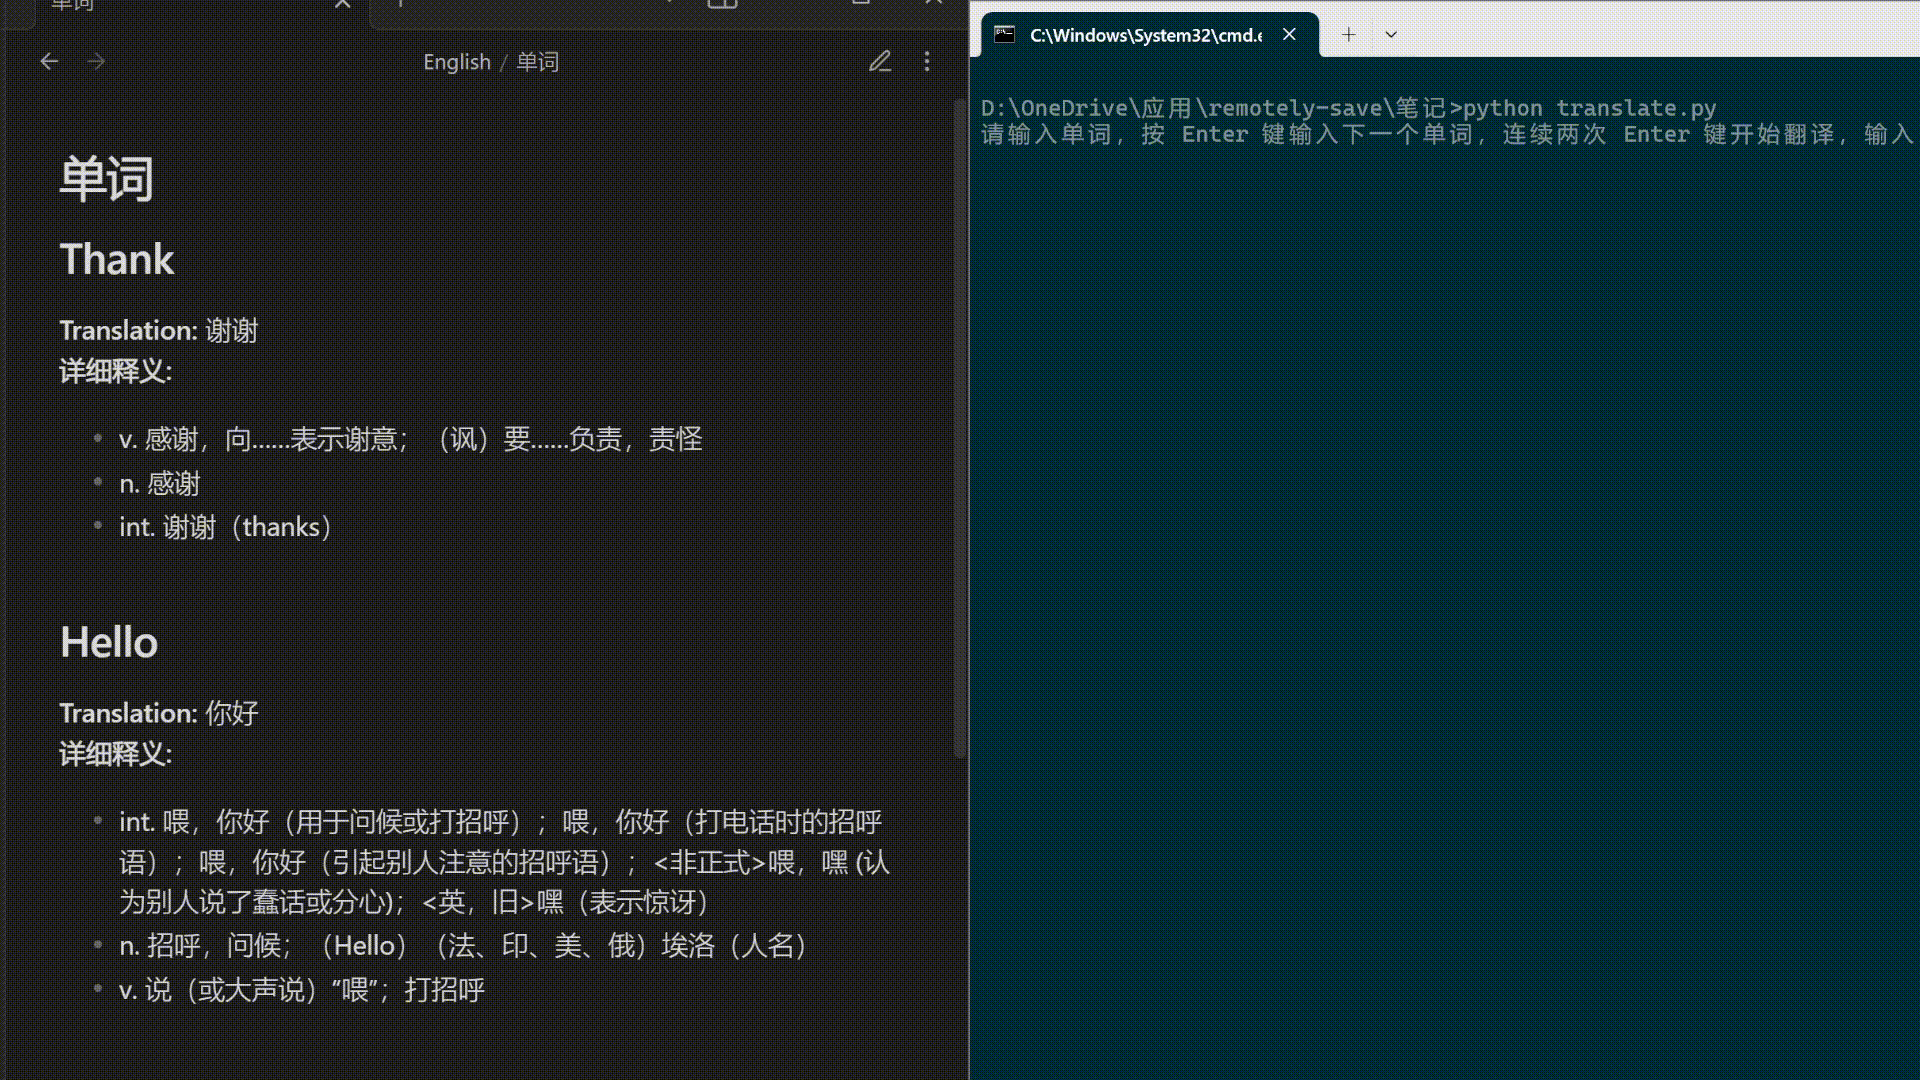 单词
English / 单词
单词
Thank
Translation: 谢谢
详细释义:
v. 感谢，向……表示谢意；（讽）要……负责，责怪
n. 感谢
int. 谢谢（thanks）
Hello
Translation: 你好
详细释义:
int. 喂，你好（用于问候或打招呼）；喂，你好（打电话时的招呼
语）；喂，你好（引起别人注意的招呼语）；<非正式>喂，嘿 (认
为别人说了蠢话或分心)；<英，旧>嘿（表示惊讶）
n. 招呼，问候；（Hello）（法、印、美、俄）埃洛（人名）
v. 说（或大声说）“喂”；打招呼
C:\Windows\System32\cmd.e
D:\OneDrive\应用\remotely-save\笔记>python translate.py
请输入单词，按 Enter 键输入下一个单词，连续两次 Enter 键开始翻译，输入